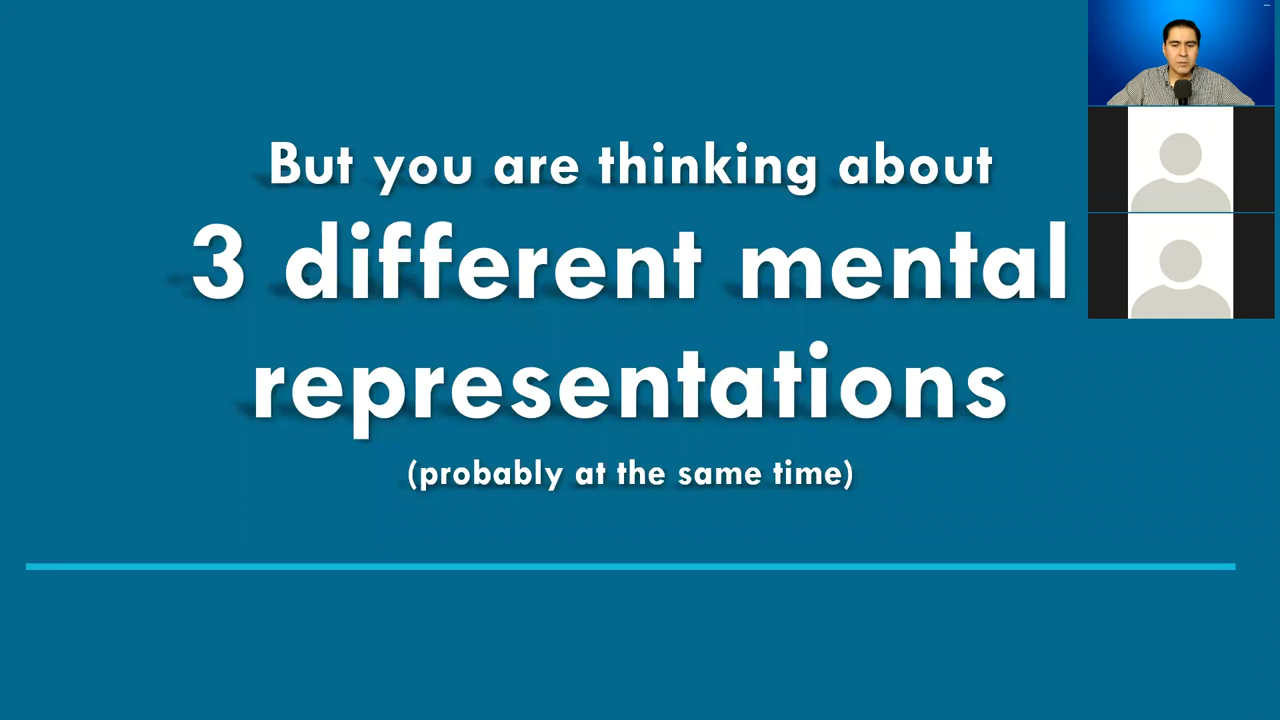 But you are thinking about
3 different mental
representations
(probably at the same time)